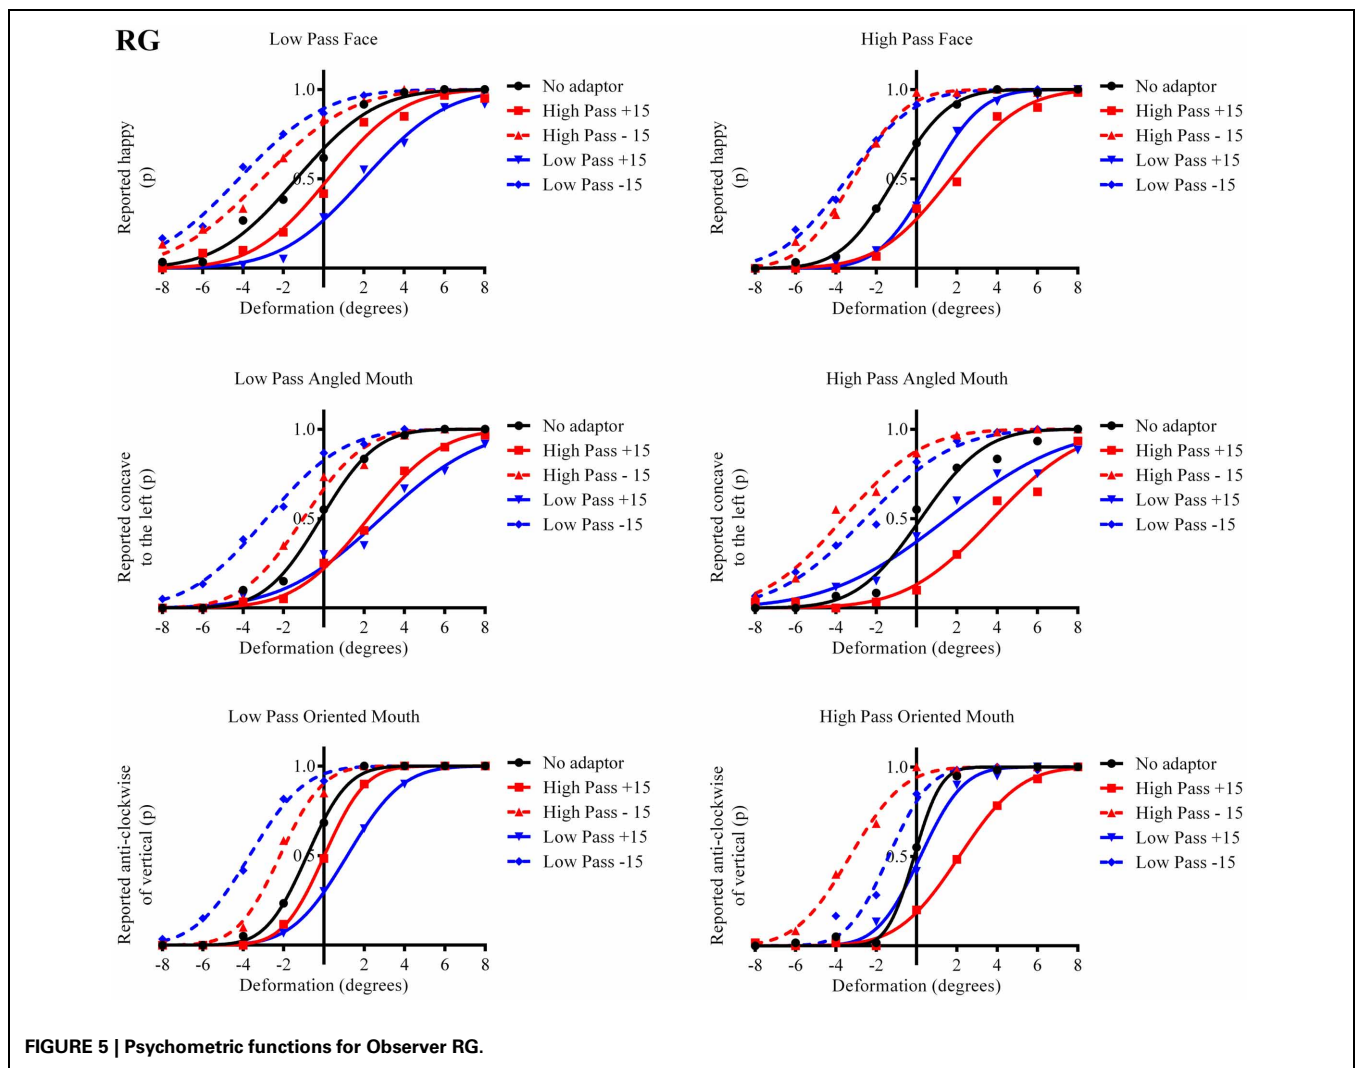 RG
Low Pass Face
Reported happy
(p)
1.0
0.5
-8 -6 -4 -2 2 4 6 8
Deformation (degrees)
No adaptor
High Pass +15
High Pass - 15
Low Pass +15
Low Pass -15
High Pass Face
Reported happy
(p)
1.0
0.5
-8 -6 -4 -2 2 4 6 8
Deformation (degrees)
No adaptor
High Pass +15
High Pass - 15
Low Pass +15
Low Pass -15
Low Pass Angled Mouth
Reported concave
to the left (p)
1.0
0.5
-8 -6 -4 -2 2 4 6 8
Deformation (degrees)
No adaptor
High Pass +15
High Pass - 15
Low Pass +15
Low Pass -15
High Pass Angled Mouth
Reported concave
to the left (p)
1.0
0.5
-8 -6 -4 -2 2 4 6 8
Deformation (degrees)
No adaptor
High Pass +15
High Pass - 15
Low Pass +15
Low Pass -15
Low Pass Oriented Mouth
Reported anti-clockwise
of vertical (p)
1.0
0.5
-8 -6 -4 -2 2 4 6 8
Deformation (degrees)
No adaptor
High Pass +15
High Pass - 15
Low Pass +15
Low Pass -15
High Pass Oriented Mouth
Reported anti-clockwise
of vertical (p)
1.0
0.5
-8 -6 -4 -2 2 4 6 8
Deformation (degrees)
No adaptor
High Pass +15
High Pass - 15
Low Pass +15
Low Pass -15
FIGURE 5 | Psychometric functions for Observer RG.